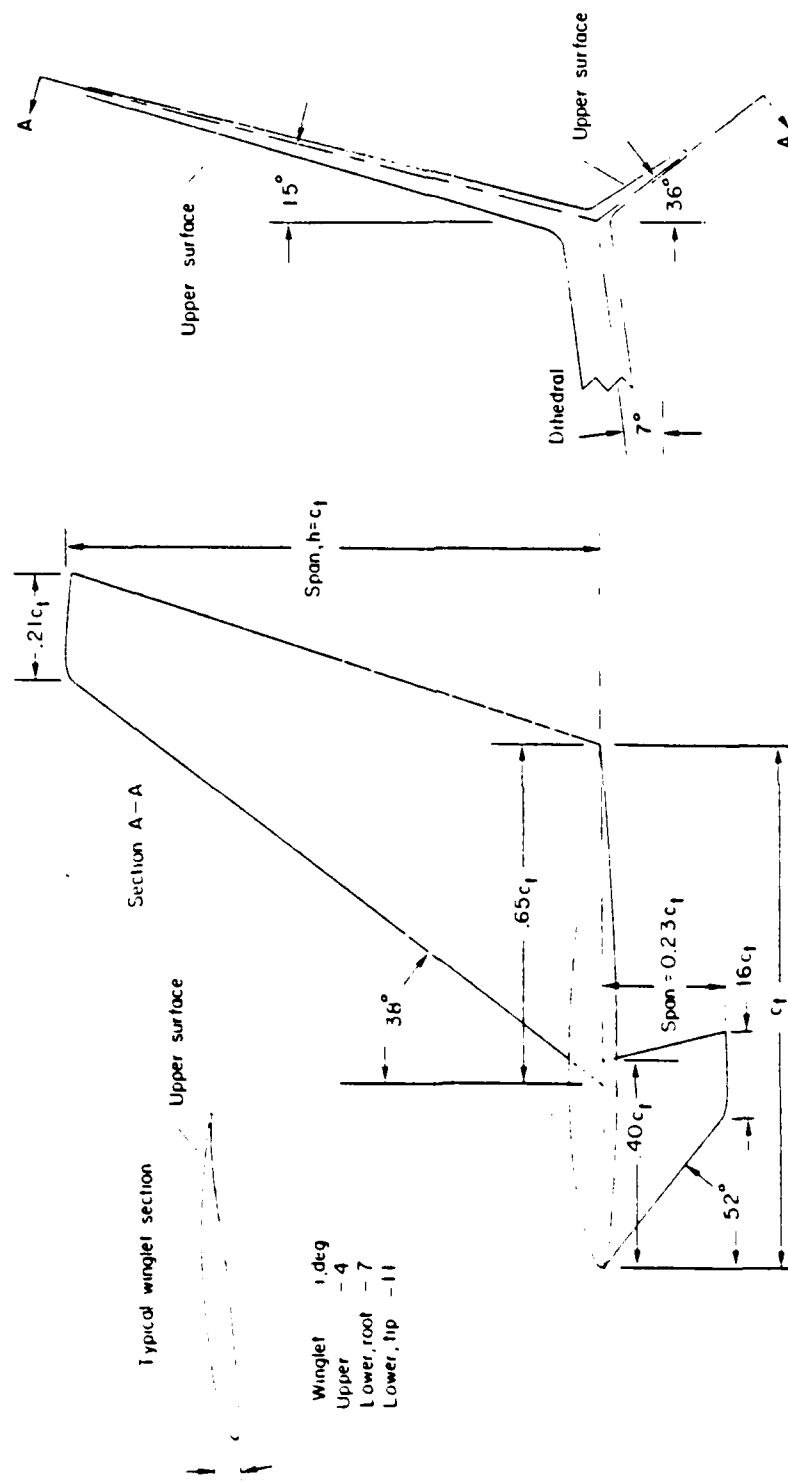 A
Upper surface
15°
Upper surface
36°
A
Dihedral
7°
.21c₁
Span, h=c₁
Section A-A
.65c₁
38°
Span = 0.23c₁
.16c₁
.40c₁
52°
c₁
Typical winglet section
Upper surface
Winglet i,deg
Upper -4
Lower, root -7
Lower, tip -11